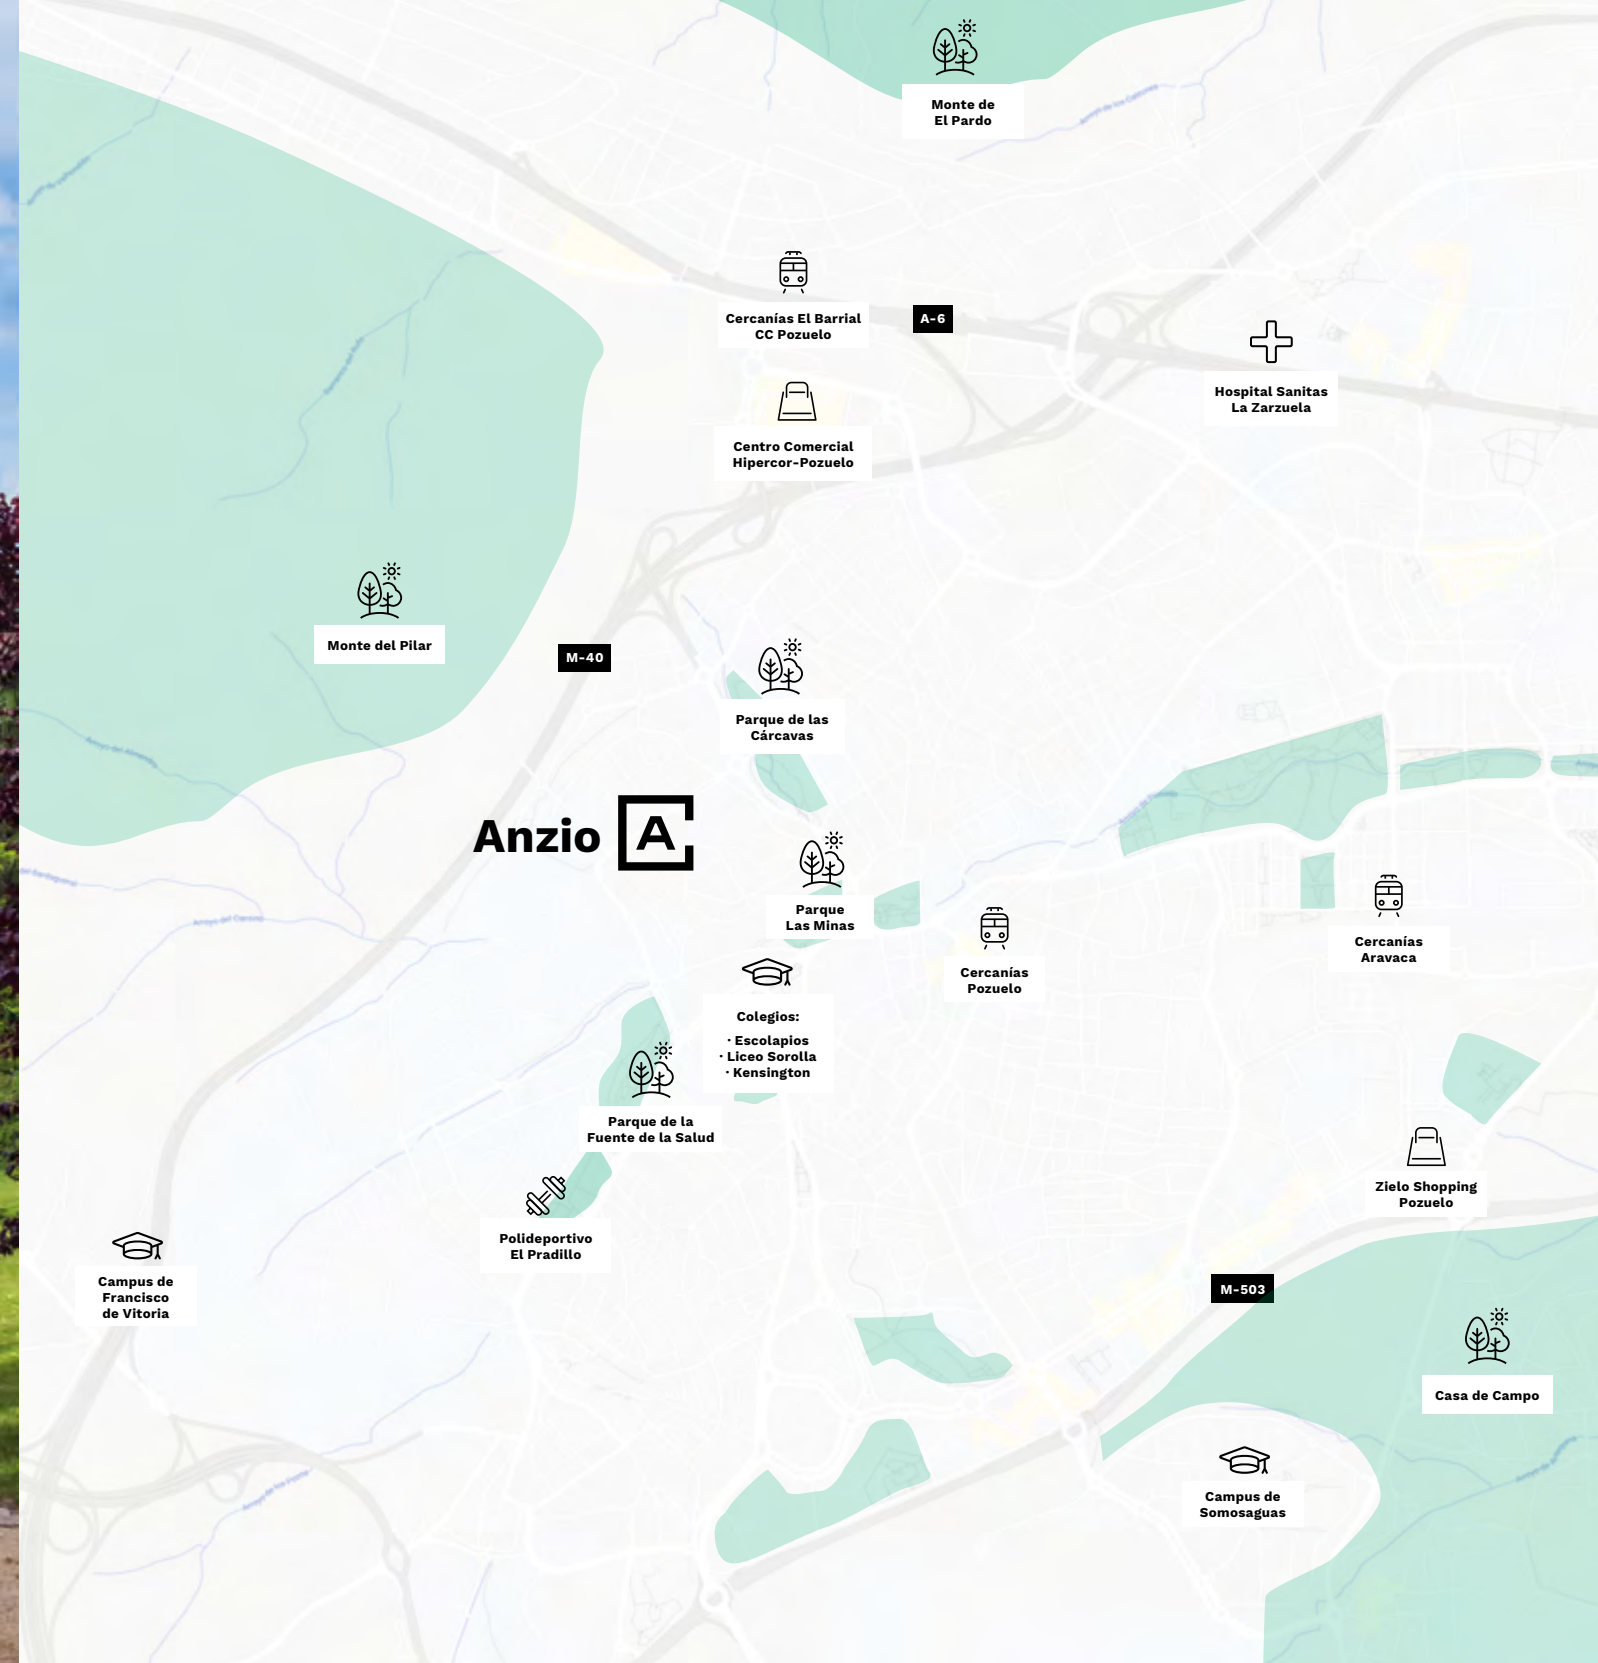 Monte de
El Pardo
Cercanías El Barrial
CC Pozuelo
A-6
Hospital Sanitas
La Zarzuela
Centro Comercial
Hipercor-Pozuelo
Monte del Pilar
M-40
Parque de las
Cárcavas
Anzio A
Parque
Las Minas
Cercanías
Pozuelo
Cercanías
Aravaca
Colegios:
· Escolapios
· Liceo Sorolla
· Kensington
Parque de la
Fuente de la Salud
Zielo Shopping
Pozuelo
Polideportivo
El Pradillo
Campus de
Francisco
de Vitoria
M-503
Casa de Campo
Campus de
Somosaguas